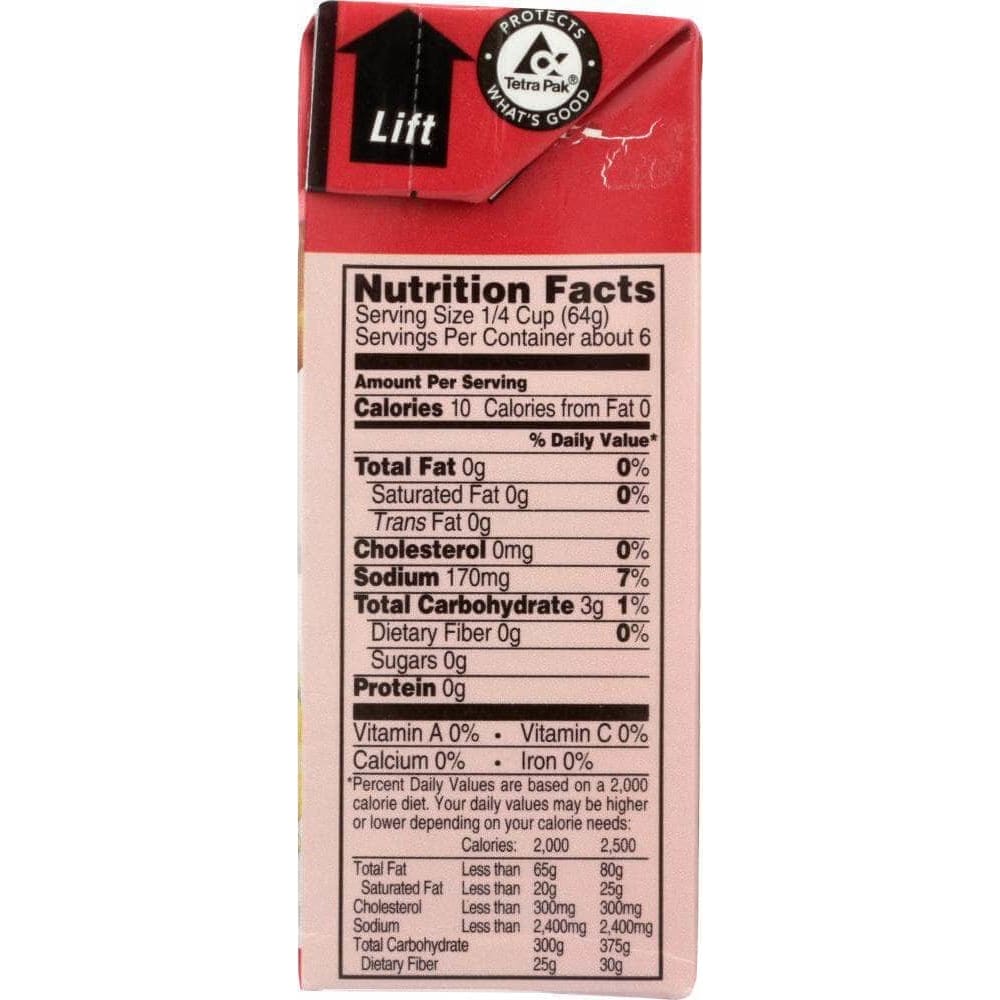 Lift
PROTECTS
Tetra Pak®
WHAT'S GOOD
Nutrition Facts
Serving Size 1/4 Cup (64g)
Servings Per Container about 6
Amount Per Serving
Calories 10 Calories from Fat 0
% Daily Value*
Total Fat 0g 0%
Saturated Fat 0g 0%
Trans Fat 0g
Cholesterol 0mg 0%
Sodium 170mg 7%
Total Carbohydrate 3g 1%
Dietary Fiber 0g 0%
Sugars 0g
Protein 0g
Vitamin A 0% • Vitamin C 0%
Calcium 0% • Iron 0%
*Percent Daily Values are based on a 2,000
calorie diet. Your daily values may be higher
or lower depending on your calorie needs:
Calories: 2,000 2,500
Total Fat Less than 65g 80g
Saturated Fat Less than 20g 25g
Cholesterol Less than 300mg 300mg
Sodium Less than 2,400mg 2,400mg
Total Carbohydrate 300g 375g
Dietary Fiber 25g 30g